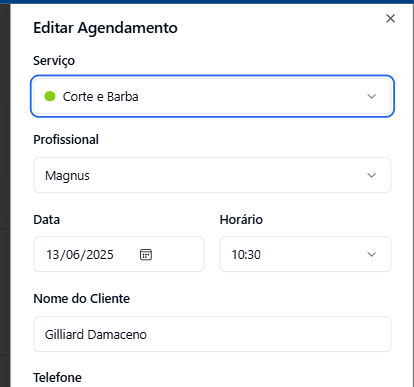 Editar Agendamento
Serviço
Corte e Barba
Profissional
Magnus
Data Horário
13/06/2025 10:30
Nome do Cliente
Gilliard Damaceno
Telefone